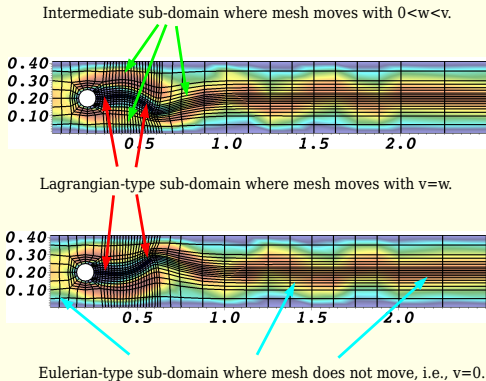 Intermediate sub-domain where mesh moves with 0<w<v.
0.40
0.30
0.20
0.10
0.5 1.0 1.5 2.0
Lagrangian-type sub-domain where mesh moves with v=w.
0.40
0.30
0.20
0.10
0.5 1.0 1.5 2.0
Eulerian-type sub-domain where mesh does not move, i.e., v=0.